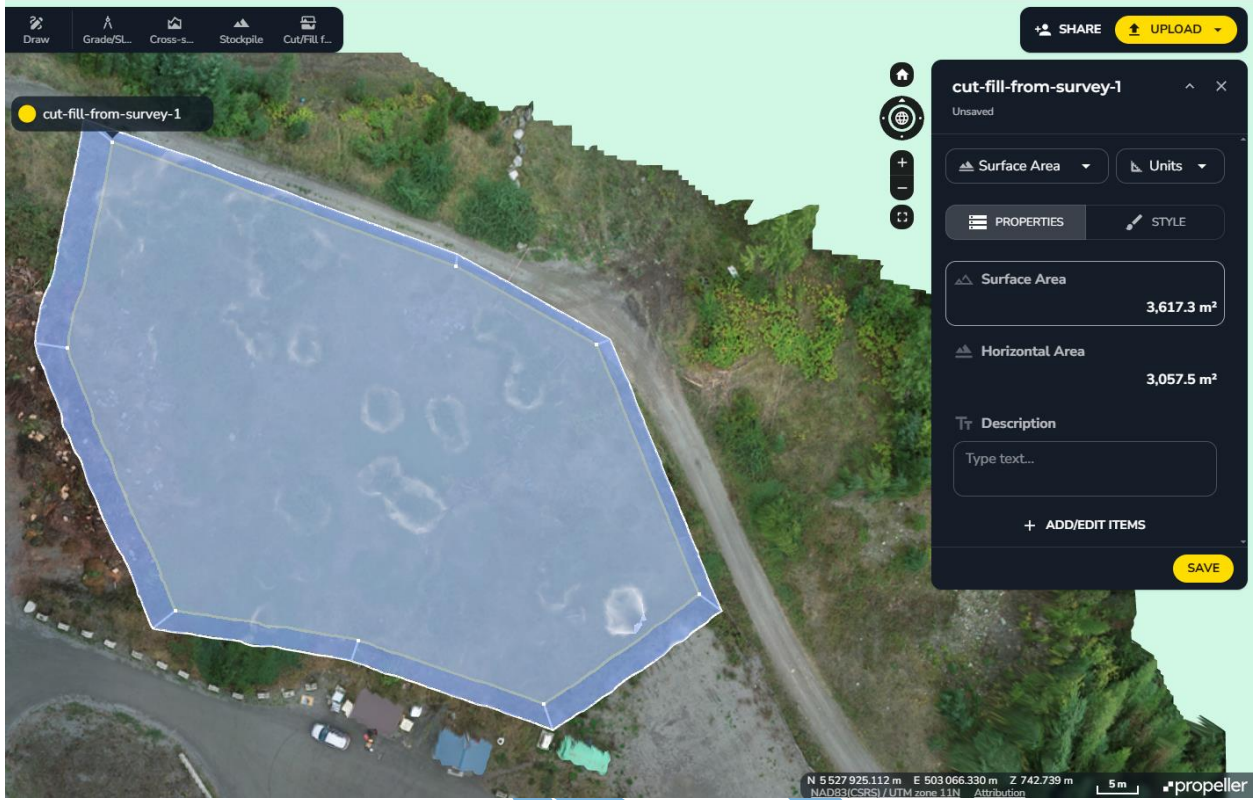 Draw
Grade/Sl...
Cross-s...
Stockpile
Cut/Fill f...
SHARE
UPLOAD
cut-fill-from-survey-1
cut-fill-from-survey-1
Unsaved
Surface Area
Units
PROPERTIES
STYLE
Surface Area
3,617.3 m²
Horizontal Area
3,057.5 m²
Tт Description
Type text...
+ ADD/EDIT ITEMS
SAVE
N 5 527 925.112 m E 503 066.330 m Z 742.739 m
NAD83(CSRS) / UTM zone 11N Attribution
5 m
propeller